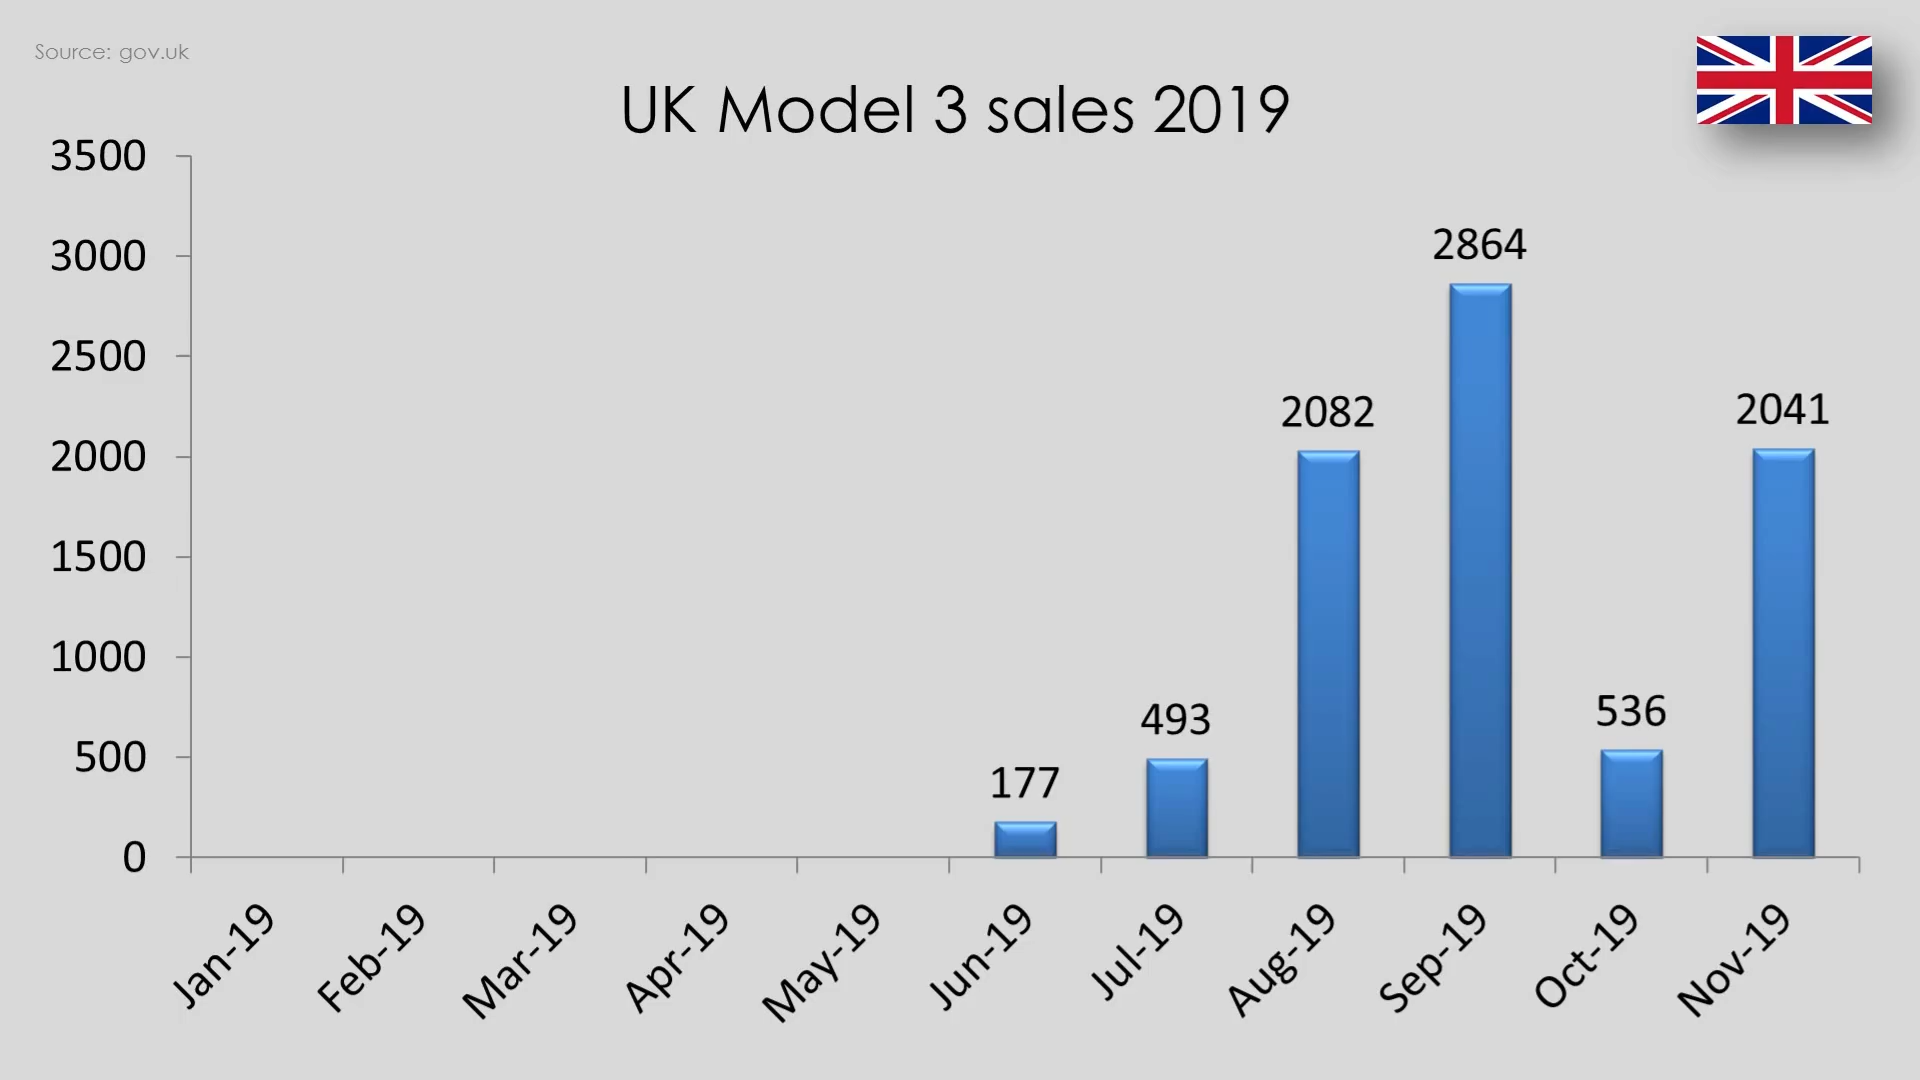 Source: gov.uk
UK Model 3 sales 2019
3500
3000
2500
2000
1500
1000
500
0
177
493
2082
2864
536
2041
Jan-19
Feb-19
Mar-19
Apr-19
May-19
Jun-19
Jul-19
Aug-19
Sep-19
Oct-19
Nov-19